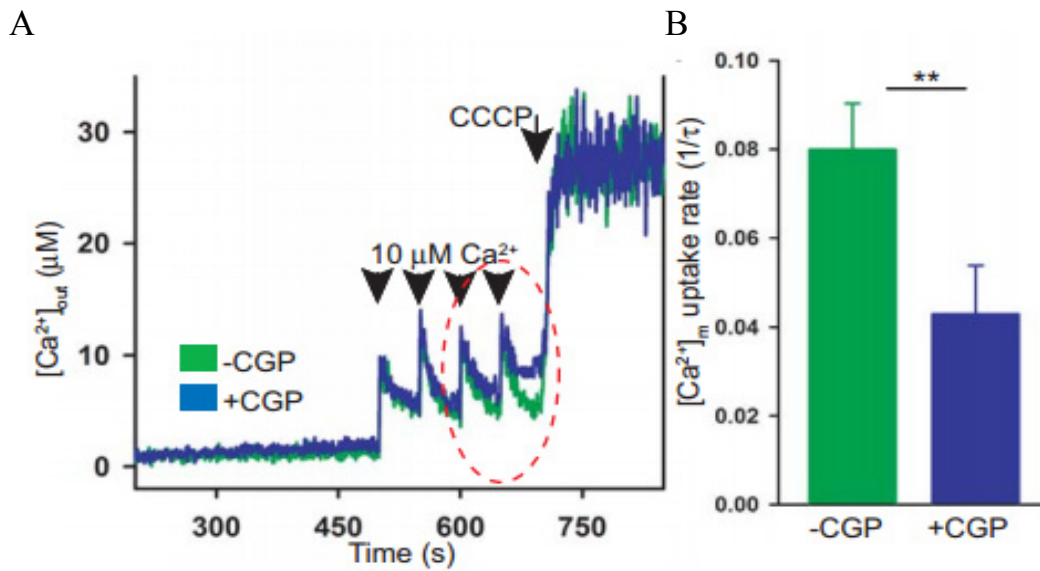 A
B
CCCP
10 μM Ca²⁺
[Ca²⁺]out (μM)
30
20
10
0
-CGP
+CGP
300
450
600
750
Time (s)
**
[Ca²⁺]m uptake rate (1/τ)
0.10
0.08
0.06
0.04
0.02
0.00
-CGP
+CGP